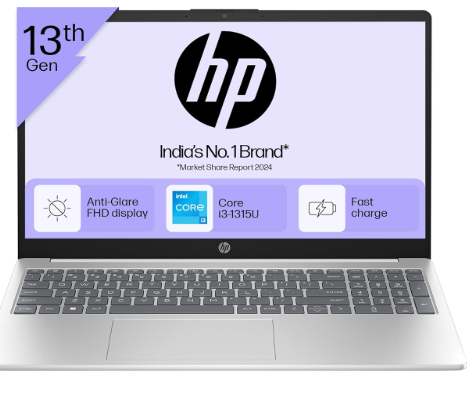 13th
Gen
hp
India's No. 1 Brand*
*Market Share Report 2024
Anti-Glare
FHD display
intel
CORE
i3
Core
i3-1315U
Fast
charge
hp